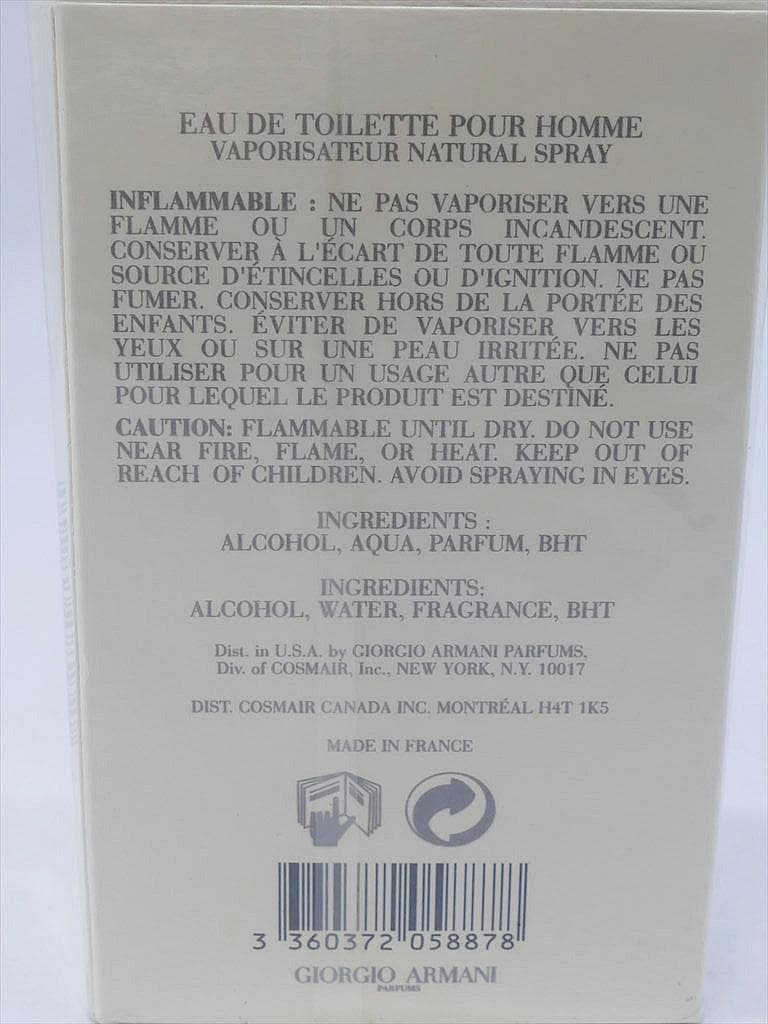 EAU DE TOILETTE POUR HOMME
VAPORISATEUR NATURAL SPRAY
INFLAMMABLE : NE PAS VAPORISER VERS UNE
FLAMME OU UN CORPS INCANDESCENT.
CONSERVER À L'ÉCART DE TOUTE FLAMME OU
SOURCE D'ÉTINCELLES OU D'IGNITION. NE PAS
FUMER. CONSERVER HORS DE LA PORTÉE DES
ENFANTS. ÉVITER DE VAPORISER VERS LES
YEUX OU SUR UNE PEAU IRRITÉE. NE PAS
UTILISER POUR UN USAGE AUTRE QUE CELUI
POUR LEQUEL LE PRODUIT EST DESTINÉ.
CAUTION: FLAMMABLE UNTIL DRY. DO NOT USE
NEAR FIRE, FLAME, OR HEAT. KEEP OUT OF
REACH OF CHILDREN. AVOID SPRAYING IN EYES.
INGREDIENTS :
ALCOHOL, AQUA, PARFUM, BHT
INGREDIENTS:
ALCOHOL, WATER, FRAGRANCE, BHT
Dist. in U.S.A. by GIORGIO ARMANI PARFUMS,
Div. of COSMAIR, Inc., NEW YORK, N.Y. 10017
DIST. COSMAIR CANADA INC. MONTRÉAL H4T 1K5
MADE IN FRANCE
3 360372 058878
GIORGIO ARMANI
PARFUMS